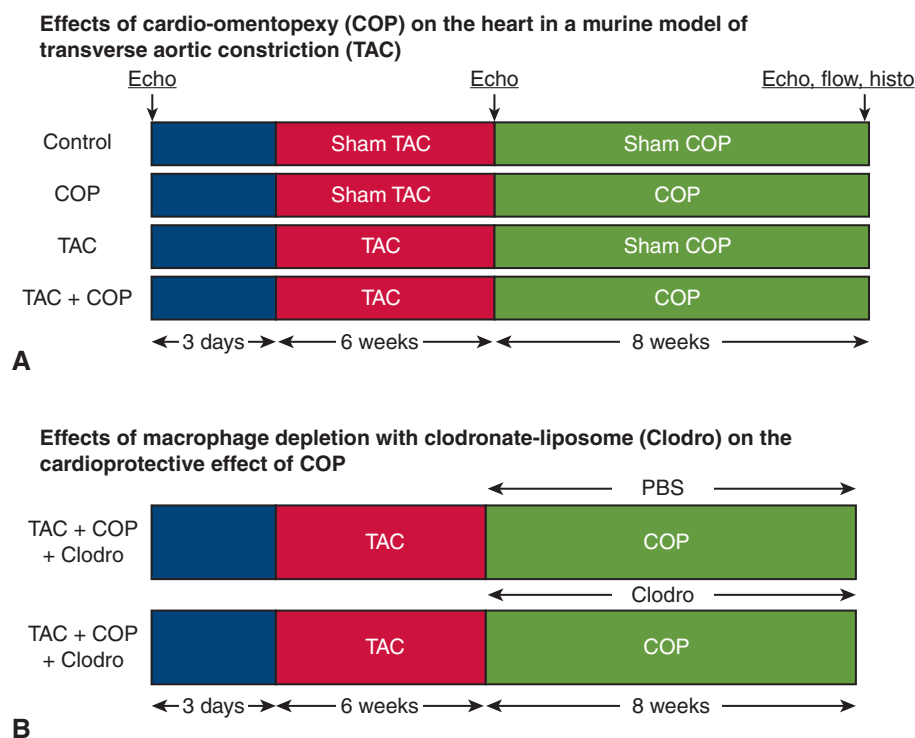 Effects of cardio-omentopexy (COP) on the heart in a murine model of
transverse aortic constriction (TAC)
Echo Echo Echo, flow, histo
Control Sham TAC Sham COP
COP Sham TAC COP
TAC TAC Sham COP
TAC + COP TAC COP
3 days 6 weeks 8 weeks
A
Effects of macrophage depletion with clodronate-liposome (Clodro) on the
cardioprotective effect of COP
PBS
TAC + COP
+ Clodro
TAC COP
Clodro
TAC + COP
+ Clodro
TAC COP
3 days 6 weeks 8 weeks
B